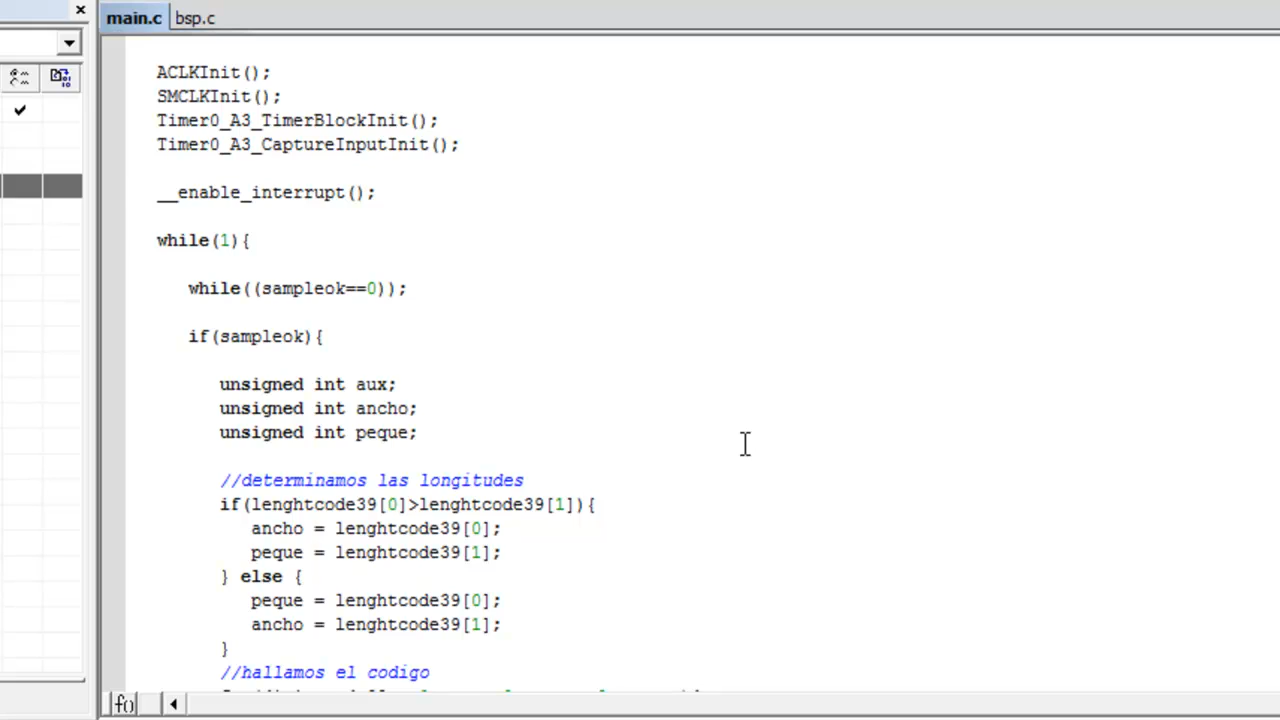 main.c bsp.c
ACLKInit();
SMCLKInit();
Timer0_A3_TimerBlockInit();
Timer0_A3_CaptureInputInit();
__enable_interrupt();
while(1){
while((sampleok==0));
if(sampleok){
unsigned int aux;
unsigned int ancho;
unsigned int peque;
//determinamos las longitudes
if(lenghtcode39[0]>lenghtcode39[1]){
ancho = lenghtcode39[0];
peque = lenghtcode39[1];
} else {
peque = lenghtcode39[0];
ancho = lenghtcode39[1];
}
//hallamos el codigo
f()